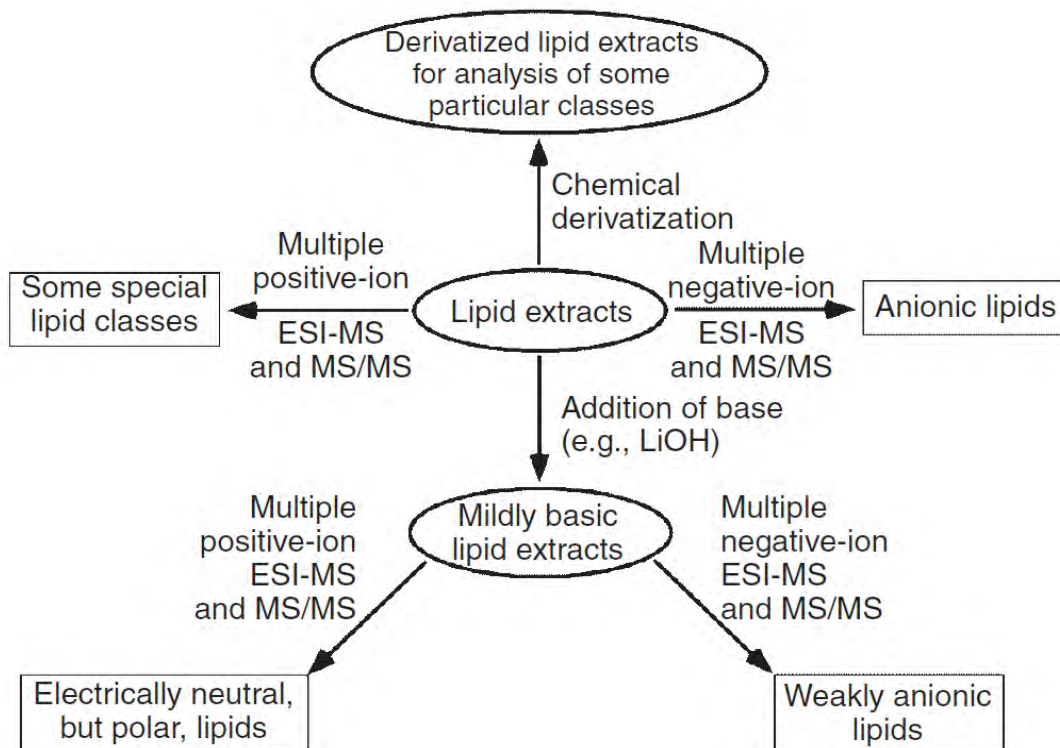 Derivatized lipid extracts
for analysis of some
particular classes
Chemical
derivatization
Multiple
positive-ion
Multiple
negative-ion
Some special
lipid classes
Lipid extracts
Anionic lipids
ESI-MS
and MS/MS
ESI-MS
and MS/MS
Addition of base
(e.g., LiOH)
Multiple
positive-ion
ESI-MS
and MS/MS
Mildly basic
lipid extracts
Multiple
negative-ion
ESI-MS
and MS/MS
Electrically neutral,
but polar, lipids
Weakly anionic
lipids